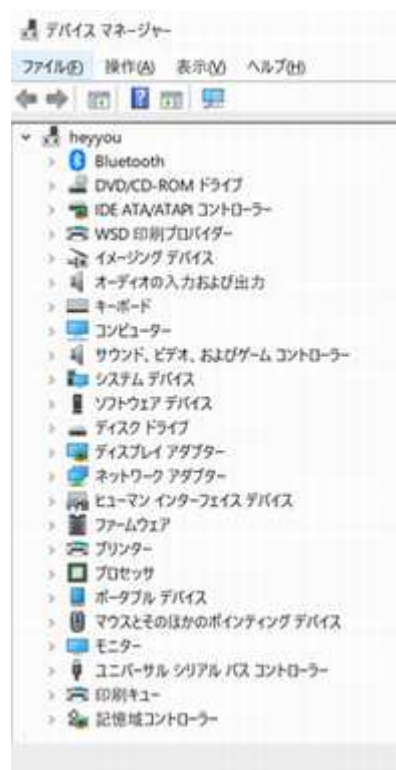 デバイス マネージャー
ファイル(F) 操作(A) 表示(V) ヘルプ(H)
heyyou
Bluetooth
DVD/CD-ROM ドライブ
IDE ATA/ATAPI コントローラー
WSD 印刷プロバイダー
イメージング デバイス
オーディオの入力および出力
キーボード
コンピューター
サウンド、ビデオ、およびゲーム コントローラー
システム デバイス
ソフトウェア デバイス
ディスク ドライブ
ディスプレイ アダプター
ネットワーク アダプター
ヒューマン インターフェイス デバイス
ファームウェア
プリンター
プロセッサ
ポータブル デバイス
マウスとそのほかのポインティング デバイス
モニター
ユニバーサル シリアル バス コントローラー
印刷キュー
記憶域コントローラー